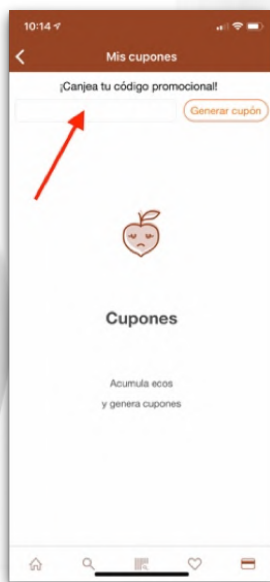 10:14
Mis cupones
¡Canjea tu código promocional!
Generar cupón
Cupones
Acumula ecos
y genera cupones